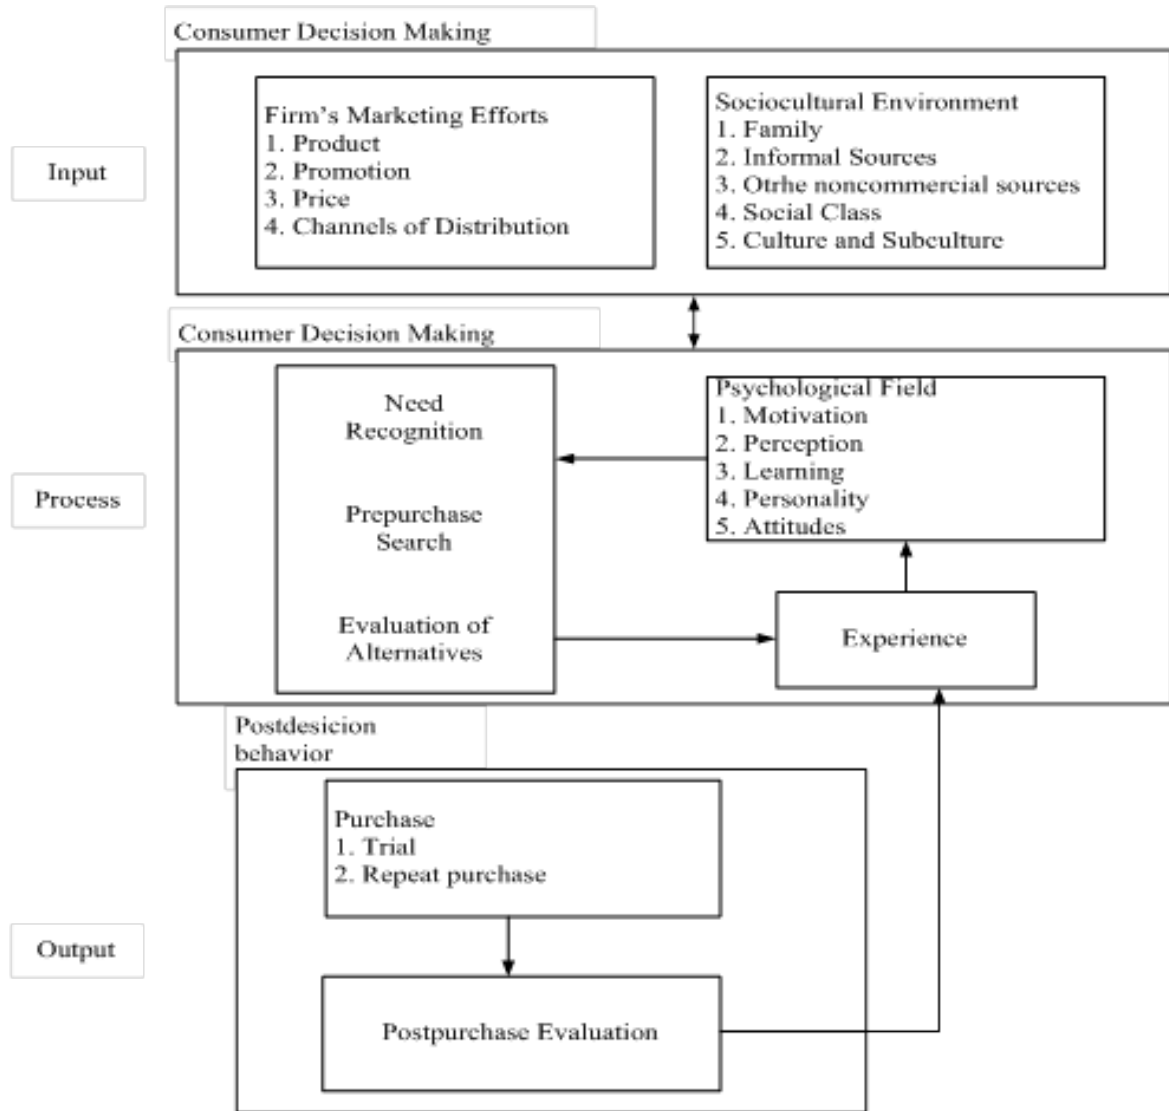 Consumer Decision Making
Firm's Marketing Efforts
1. Product
2. Promotion
3. Price
4. Channels of Distribution
Sociocultural Environment
1. Family
2. Informal Sources
3. Otrhe noncommercial sources
4. Social Class
5. Culture and Subculture
Input
Consumer Decision Making
Need
Recognition
Prepurchase
Search
Evaluation of
Alternatives
Psychological Field
1. Motivation
2. Perception
3. Learning
4. Personality
5. Attitudes
Experience
Process
Postdesicion
behavior
Purchase
1. Trial
2. Repeat purchase
Postpurchase Evaluation
Output